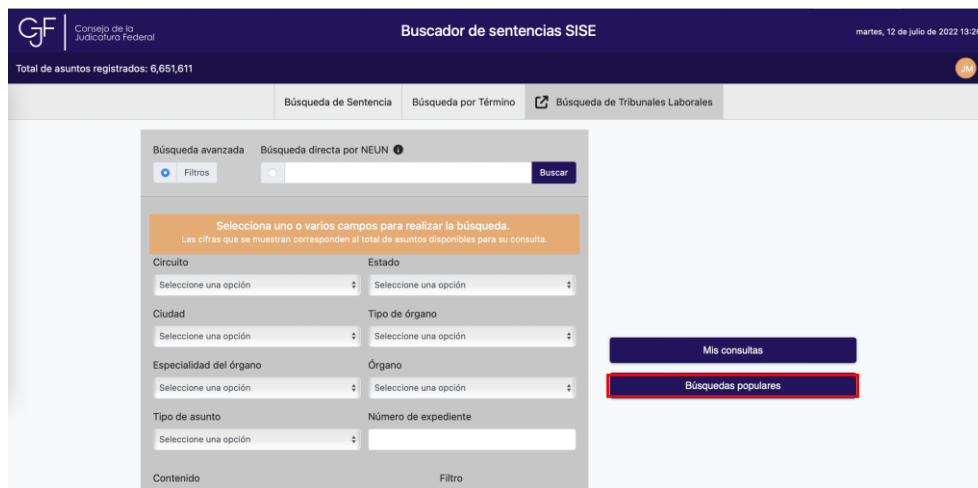 CJF
Consejo de la
Judicatura Federal
Buscador de sentencias SISE
martes, 12 de julio de 2022 13:20
Total de asuntos registrados: 6,651,611
JM
Búsqueda de Sentencia
Búsqueda por Término
Búsqueda de Tribunales Laborales
Búsqueda avanzada
Búsqueda directa por NEUN
Filtros
Buscar
Selecciona uno o varios campos para realizar la búsqueda.
Las cifras que se muestran corresponden al total de asuntos disponibles para su consulta.
Circuito
Estado
Seleccione una opción
Seleccione una opción
Ciudad
Tipo de órgano
Seleccione una opción
Seleccione una opción
Mis consultas
Especialidad del órgano
Órgano
Seleccione una opción
Seleccione una opción
Búsquedas populares
Tipo de asunto
Número de expediente
Seleccione una opción
Contenido
Filtro